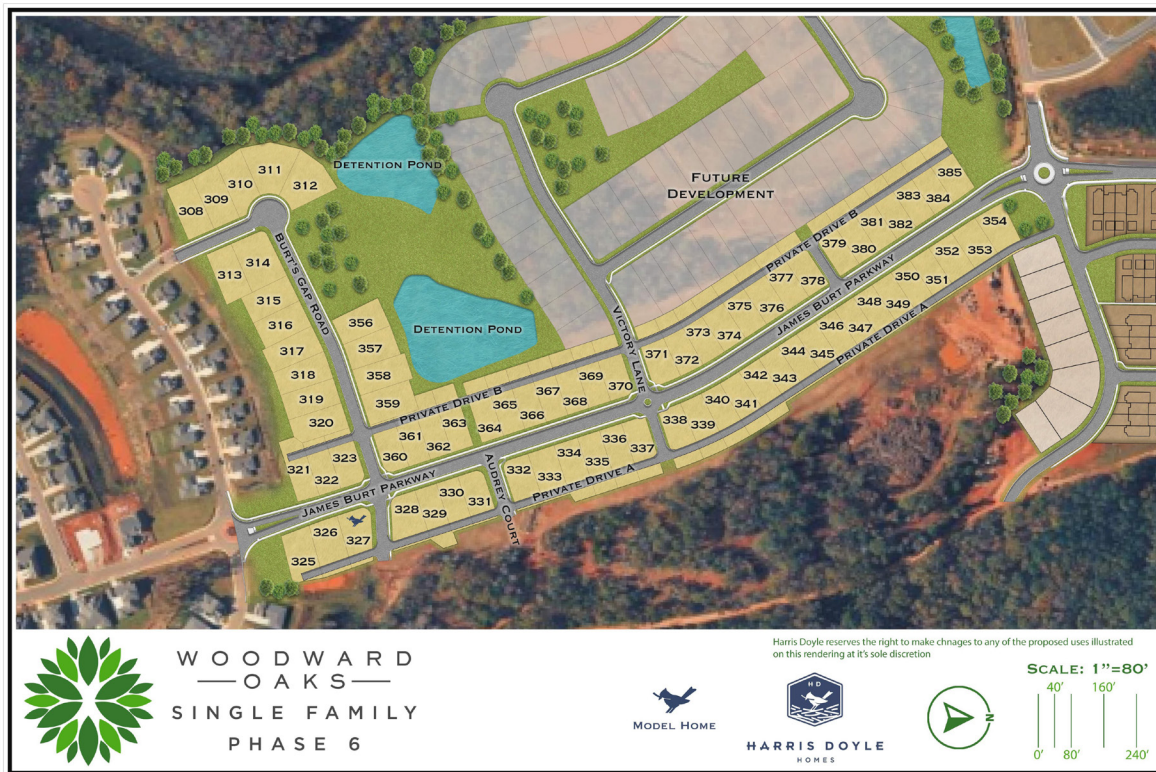 308
309
310
311
312
DETENTION POND
FUTURE
DEVELOPMENT
313
314
315
316
317
318
319
320
BURT'S GAP ROAD
356
357
358
359
DETENTION POND
VICTORY LANE
PRIVATE DRIVE B
PRIVATE DRIVE B
321
322
323
360
361
362
363
364
365
366
367
368
369
370
371
372
373
374
375
376
377
378
379
380
381
382
383
384
385
JAMES BURT PARKWAY
JAMES BURT PARKWAY
325
326
327
328
329
330
331
AUDREY COURT
332
333
334
335
336
337
338
339
340
341
342
343
344
345
346
347
348
349
350
351
352
353
354
PRIVATE DRIVE A
PRIVATE DRIVE A
WOODWARD
OAKS
SINGLE FAMILY
PHASE 6
MODEL HOME
HD
HARRIS DOYLE
HOMES
Harris Doyle reserves the right to make chnages to any of the proposed uses illustrated
on this rendering at it's sole discretion
N
SCALE: 1"=80'
40' 160'
0' 80' 240'